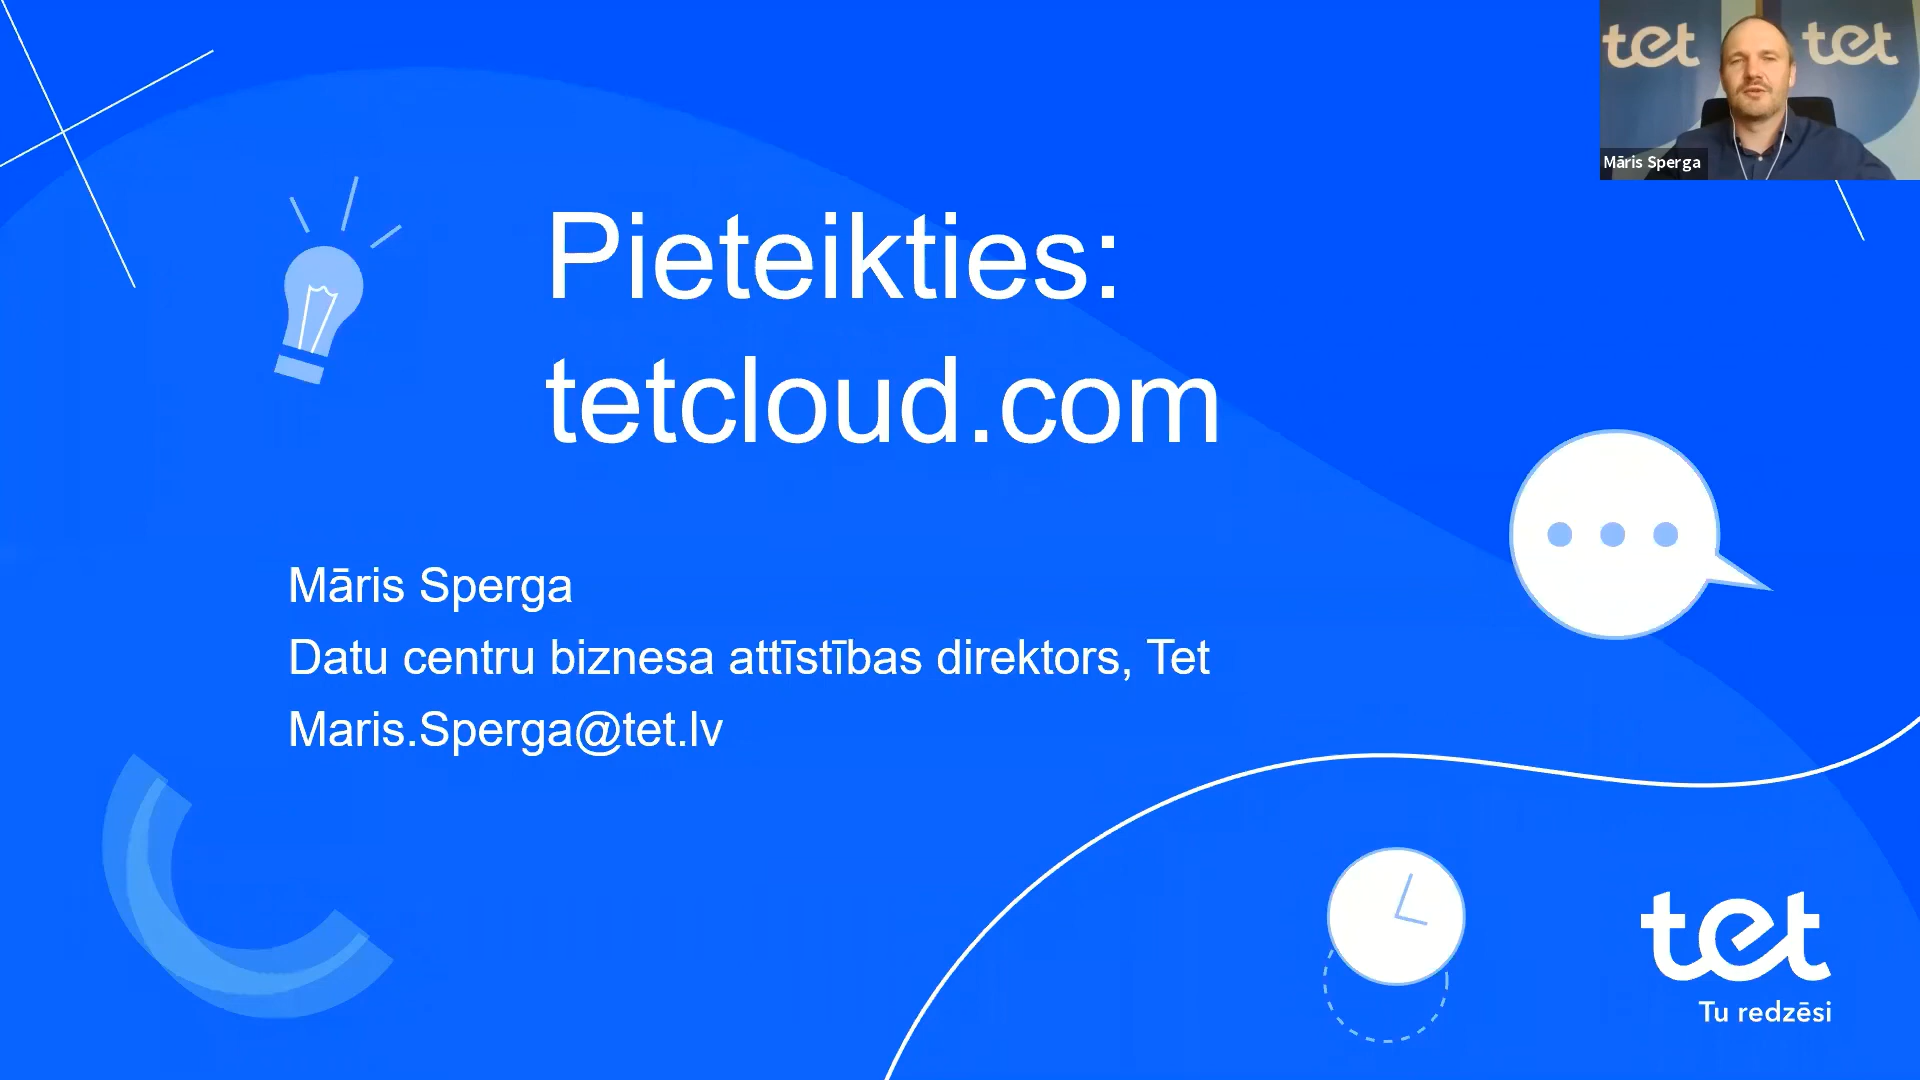 tet tet
Māris Sperga
Pieteikties:
tetcloud.com
Māris Sperga
Datu centru biznesa attīstības direktors, Tet
Maris.Sperga@tet.lv
tet
Tu redzēsi